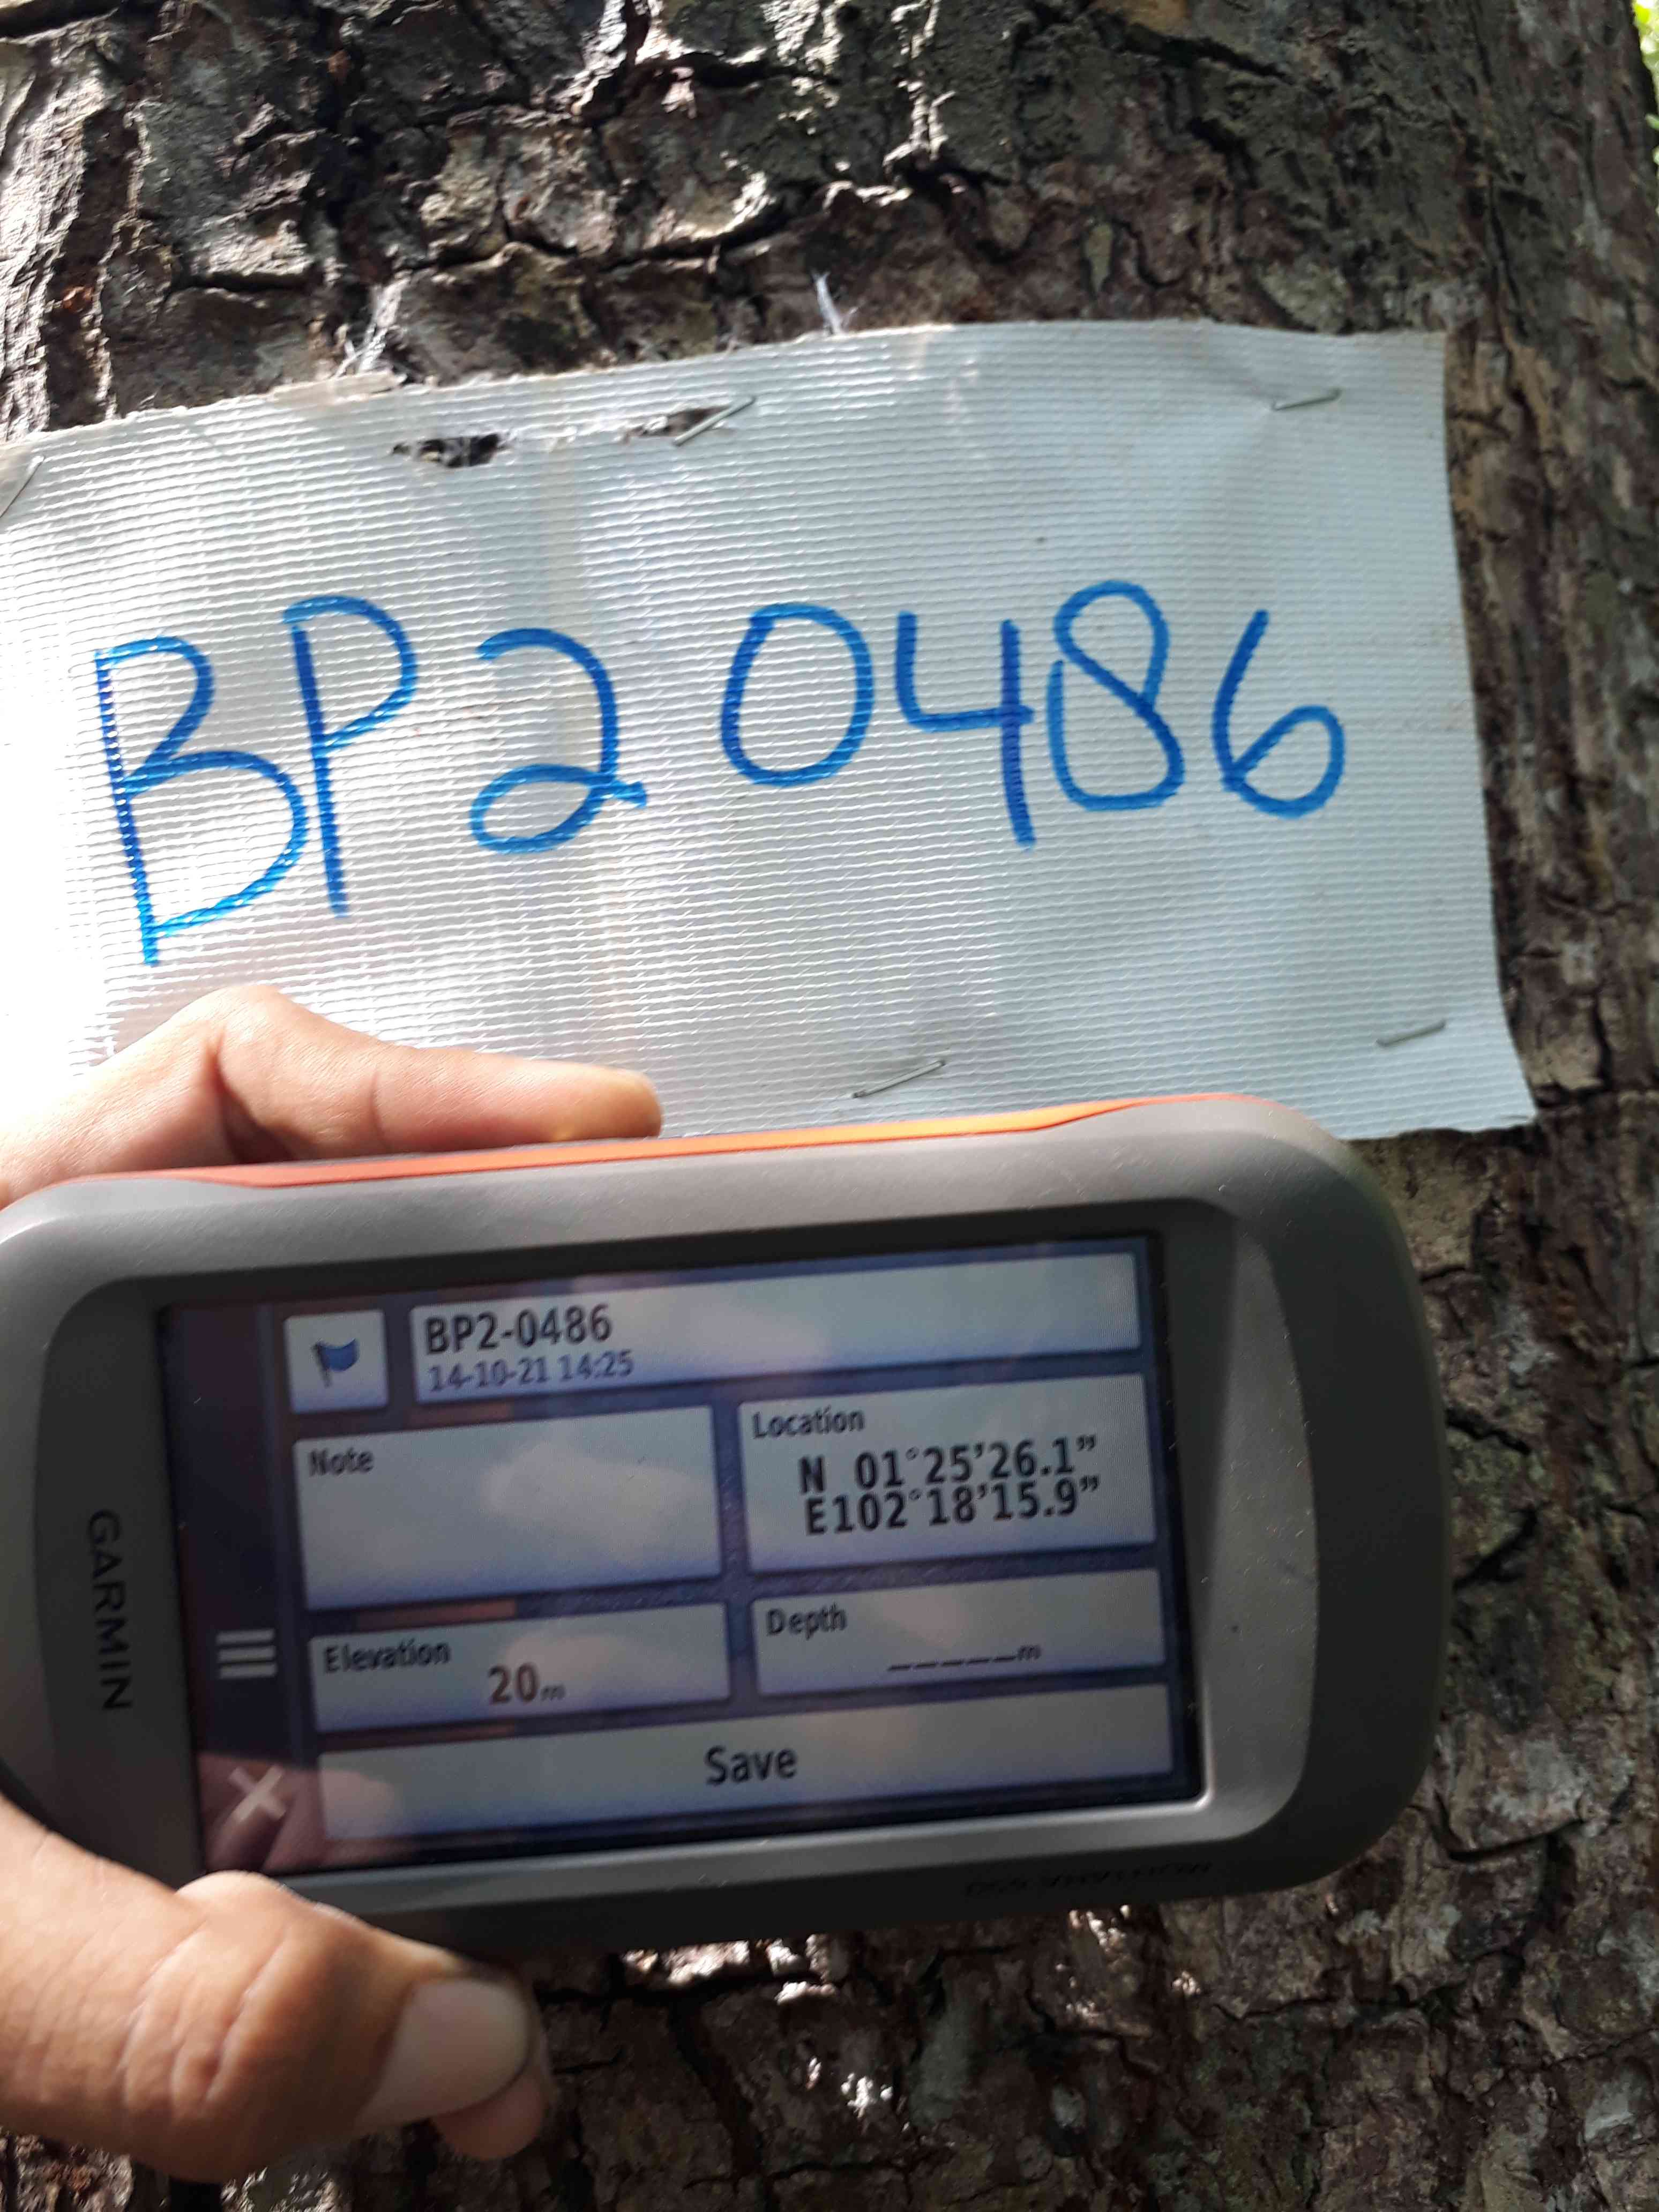 BP2 0486
BP2-0486
14-10-21 14:25
Note
Location
N 01°25'26.1"
E102°18'15.9"
Elevation
20m
Depth
_____m
Save
GARMIN